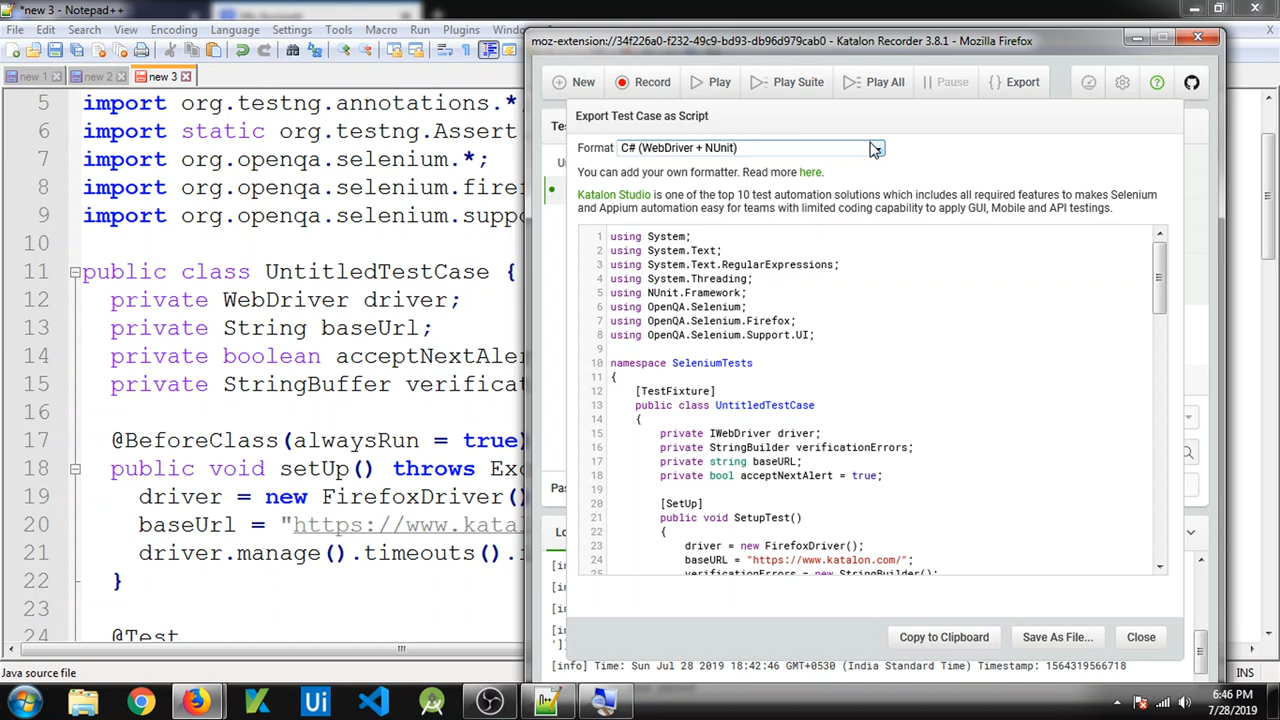 *new 3 - Notepad++
File Edit Search View Encoding Language Settings Tools Macro Run Plugins
new 1 new 2 new 3
5 import org.testng.annotations.*
6 import static org.testng.Assert
7 import org.openqa.selenium.*;
8 import org.openqa.selenium.firef
9 import org.openqa.selenium.suppo
10
11 public class UntitledTestCase {
12 private WebDriver driver;
13 private String baseUrl;
14 private boolean acceptNextAler
15 private StringBuffer verificat
16
17 @BeforeClass(alwaysRun = true)
18 public void setUp() throws Exc
19 driver = new FirefoxDriver()
20 baseUrl = "https://www.katal
21 driver.manage().timeouts().
22 }
23
24 @Test
Java source file
INS
moz-extension://34f226a0-f232-49c9-bd93-db96d979cab0 - Katalon Recorder 3.8.1 - Mozilla Firefox
New Record Play Play Suite Play All Pause {} Export
Export Test Case as Script
Format C# (WebDriver + NUnit)
You can add your own formatter. Read more here.
Katalon Studio is one of the top 10 test automation solutions which includes all required features to makes Selenium
and Appium automation easy for teams with limited coding capability to apply GUI, Mobile and API testings.
1 using System;
2 using System.Text;
3 using System.Text.RegularExpressions;
4 using System.Threading;
5 using NUnit.Framework;
6 using OpenQA.Selenium;
7 using OpenQA.Selenium.Firefox;
8 using OpenQA.Selenium.Support.UI;
9
10 namespace SeleniumTests
11 {
12 [TestFixture]
13 public class UntitledTestCase
14 {
15 private IWebDriver driver;
16 private StringBuilder verificationErrors;
17 private string baseURL;
18 private bool acceptNextAlert = true;
19
20 [SetUp]
21 public void SetupTest()
22 {
23 driver = new FirefoxDriver();
24 baseURL = "https://www.katalon.com/";
25 verificationErrors = new StringBuilder();
Copy to Clipboard Save As File... Close
[info] Time: Sun Jul 28 2019 18:42:46 GMT+0530 (India Standard Time) Timestamp: 1564319566718
6:46 PM
7/28/2019